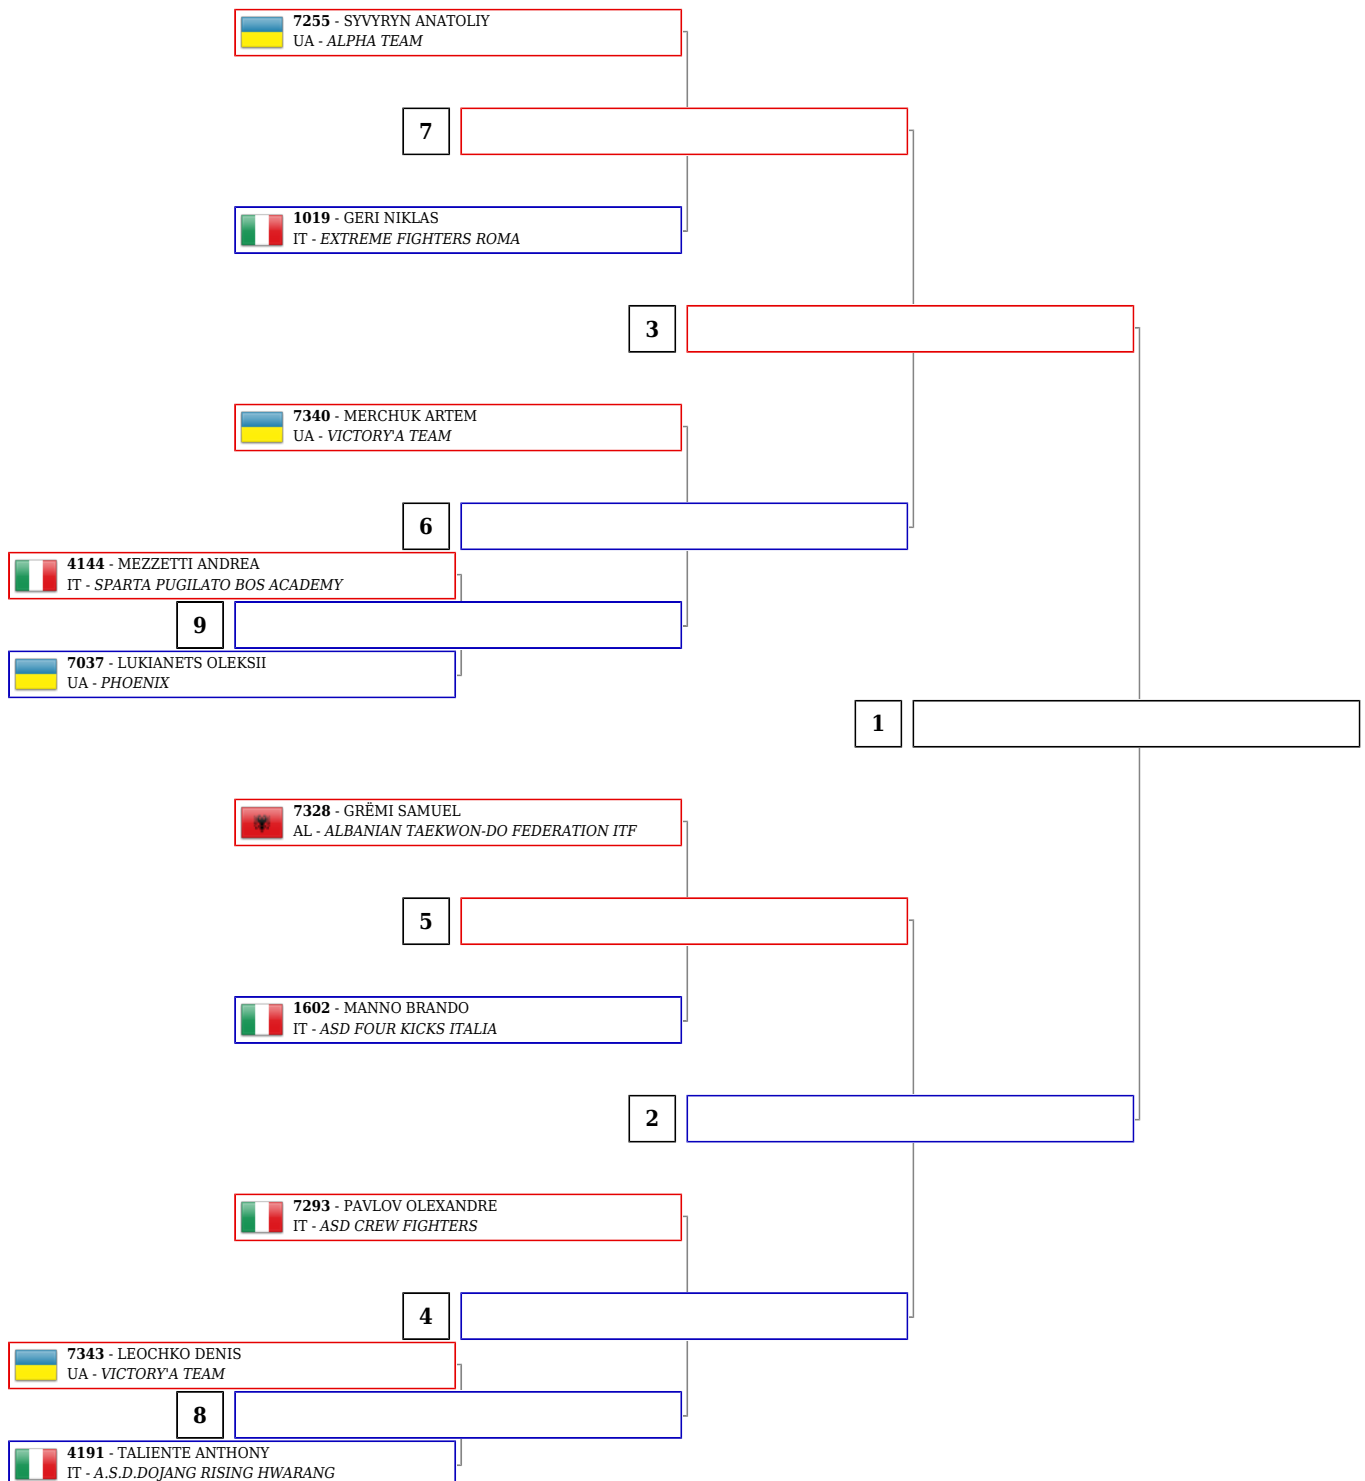 7255 - SYVYRYN ANATOLIY
UA - ALPHA TEAM
7
1019 - GERI NIKLAS
IT - EXTREME FIGHTERS ROMA
3
7340 - MERCHUK ARTEM
UA - VICTORY'A TEAM
6
4144 - MEZZETTI ANDREA
IT - SPARTA PUGILATO BOS ACADEMY
9
7037 - LUKIANETS OLEKSII
UA - PHOENIX
1
7328 - GRËMI SAMUEL
AL - ALBANIAN TAEKWON-DO FEDERATION ITF
5
1602 - MANNO BRANDO
IT - ASD FOUR KICKS ITALIA
2
7293 - PAVLOV OLEXANDRE
IT - ASD CREW FIGHTERS
4
7343 - LEOCHKO DENIS
UA - VICTORY'A TEAM
8
4191 - TALIENTE ANTHONY
IT - A.S.D.DOJANG RISING HWARANG